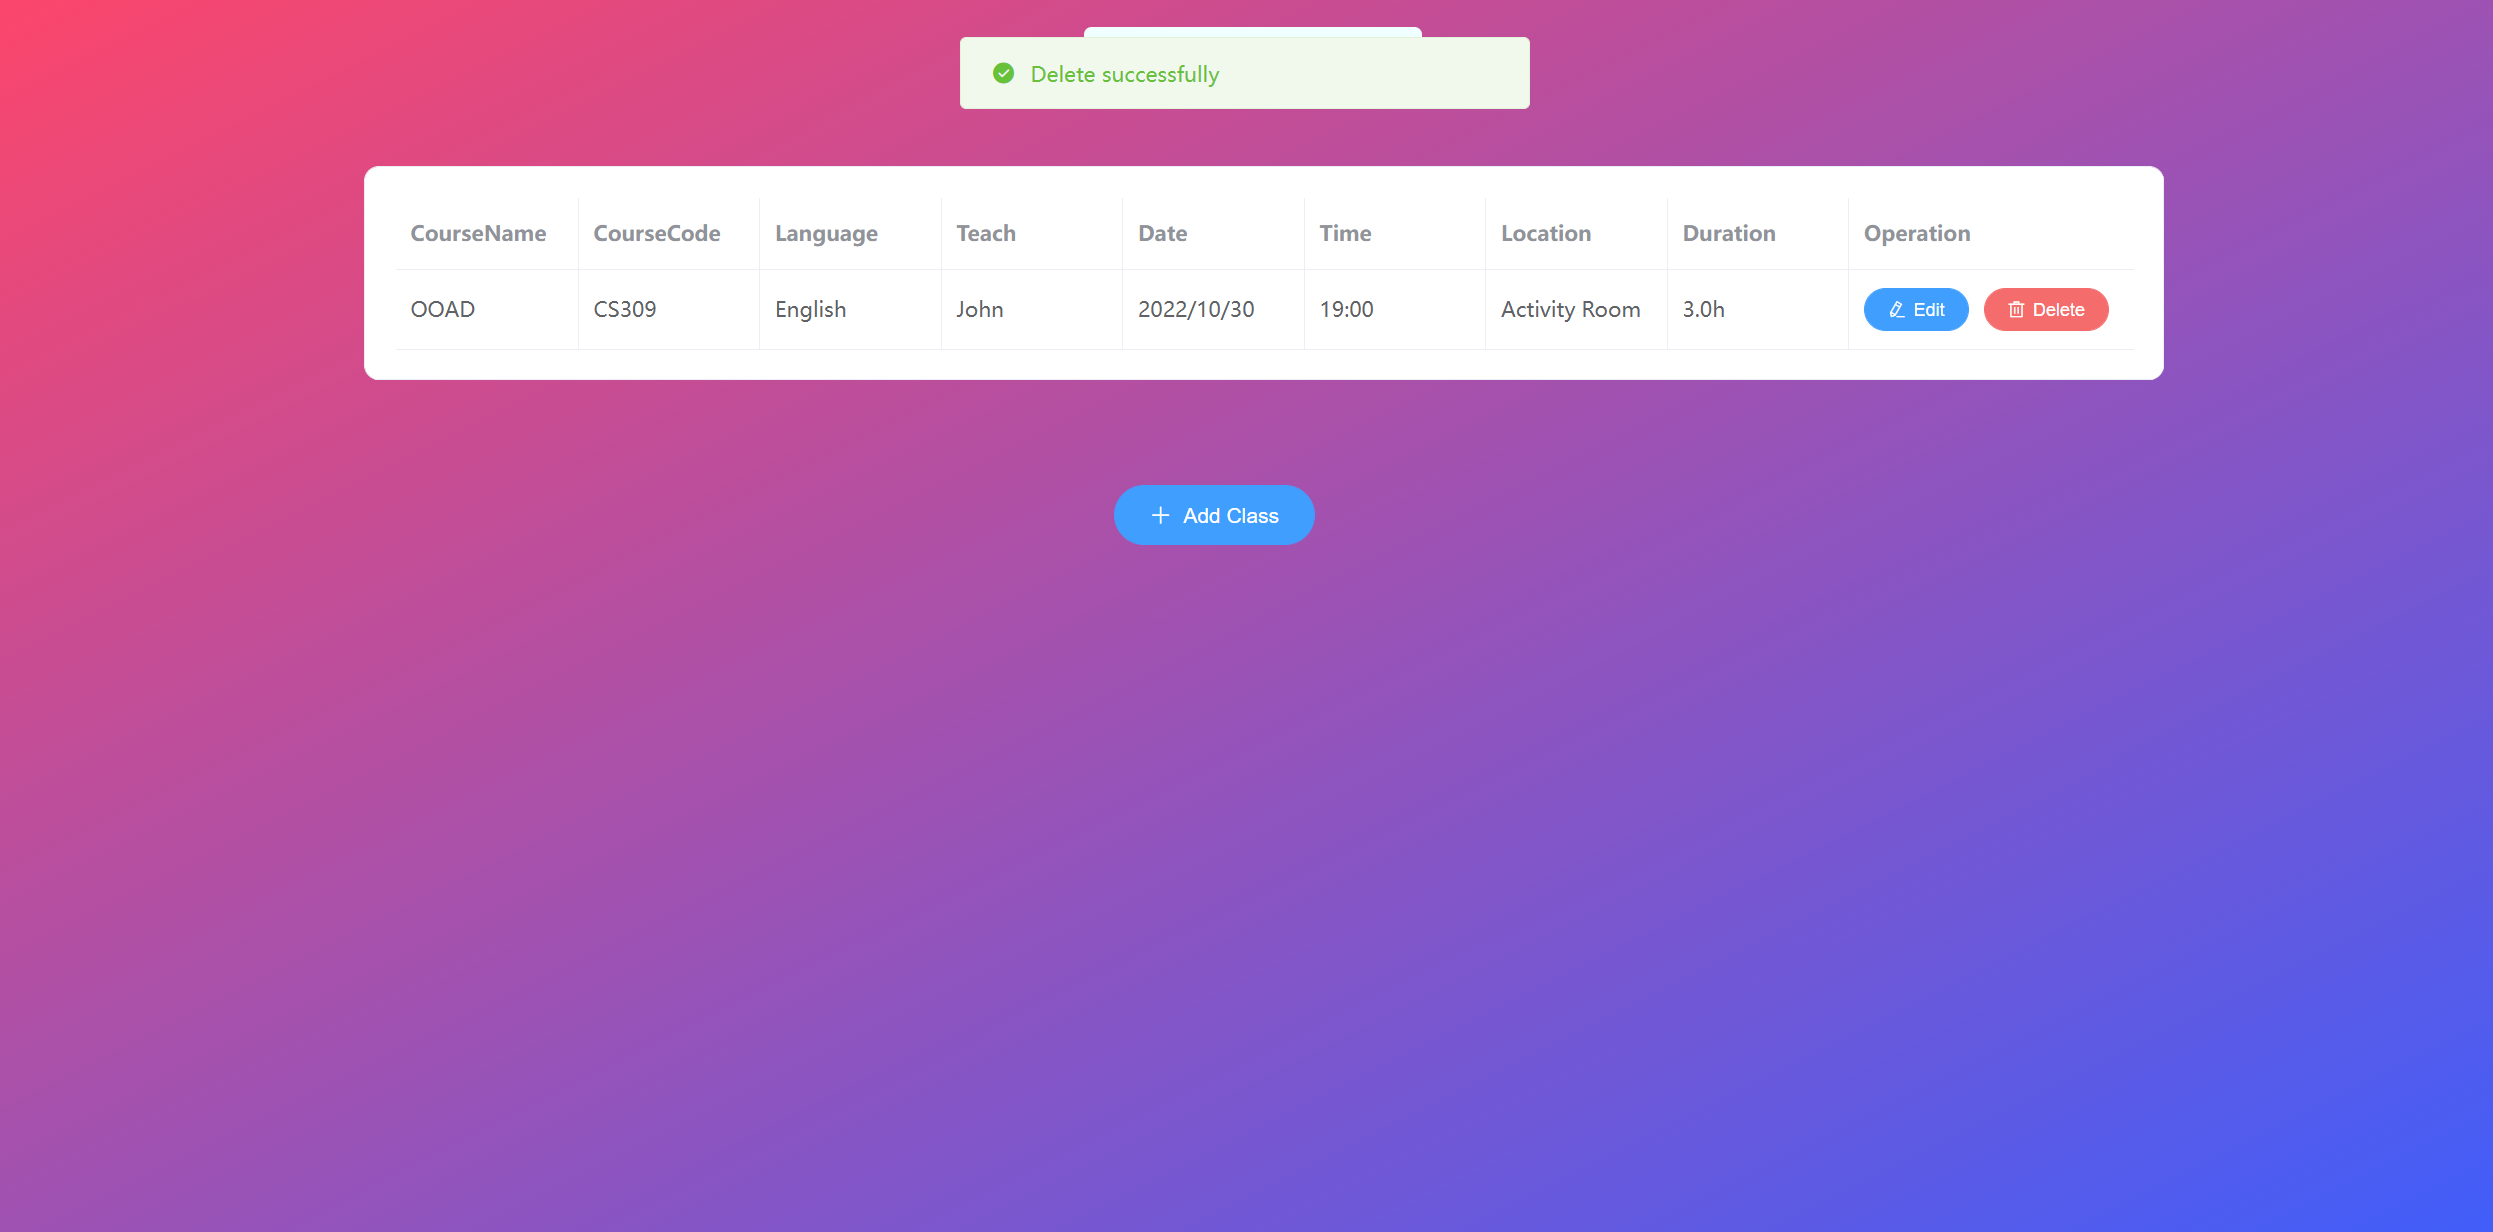 Delete successfully
CourseName CourseCode Language Teach Date Time Location Duration Operation
OOAD CS309 English John 2022/10/30 19:00 Activity Room 3.0h Edit Delete
Add Class